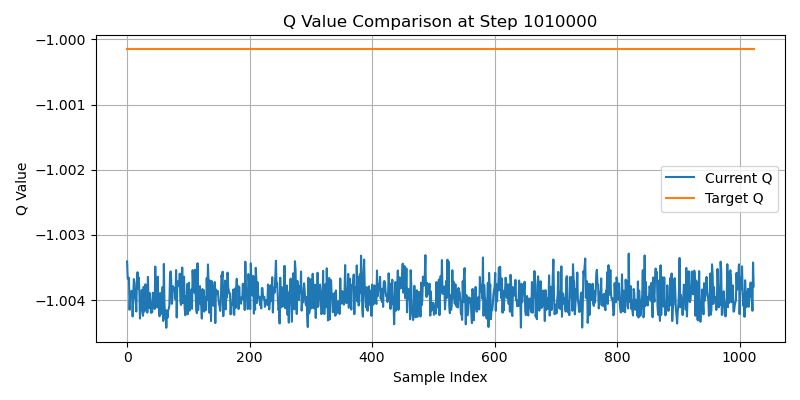 Q Value Comparison at Step 1010000
−1.000
−1.001
−1.002
−1.003
−1.004
Q Value
Current Q
Target Q
0
200
400
600
800
1000
Sample Index